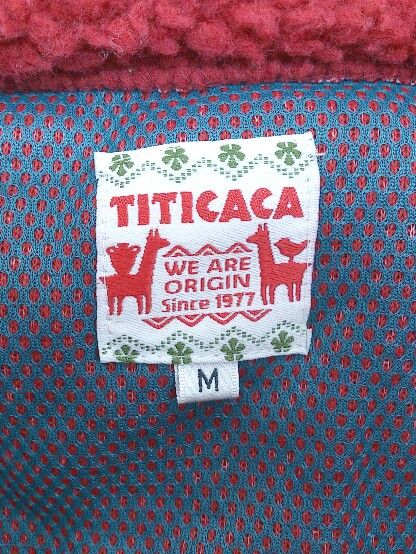 TITICACA
WE ARE
ORIGIN
Since 1977
M